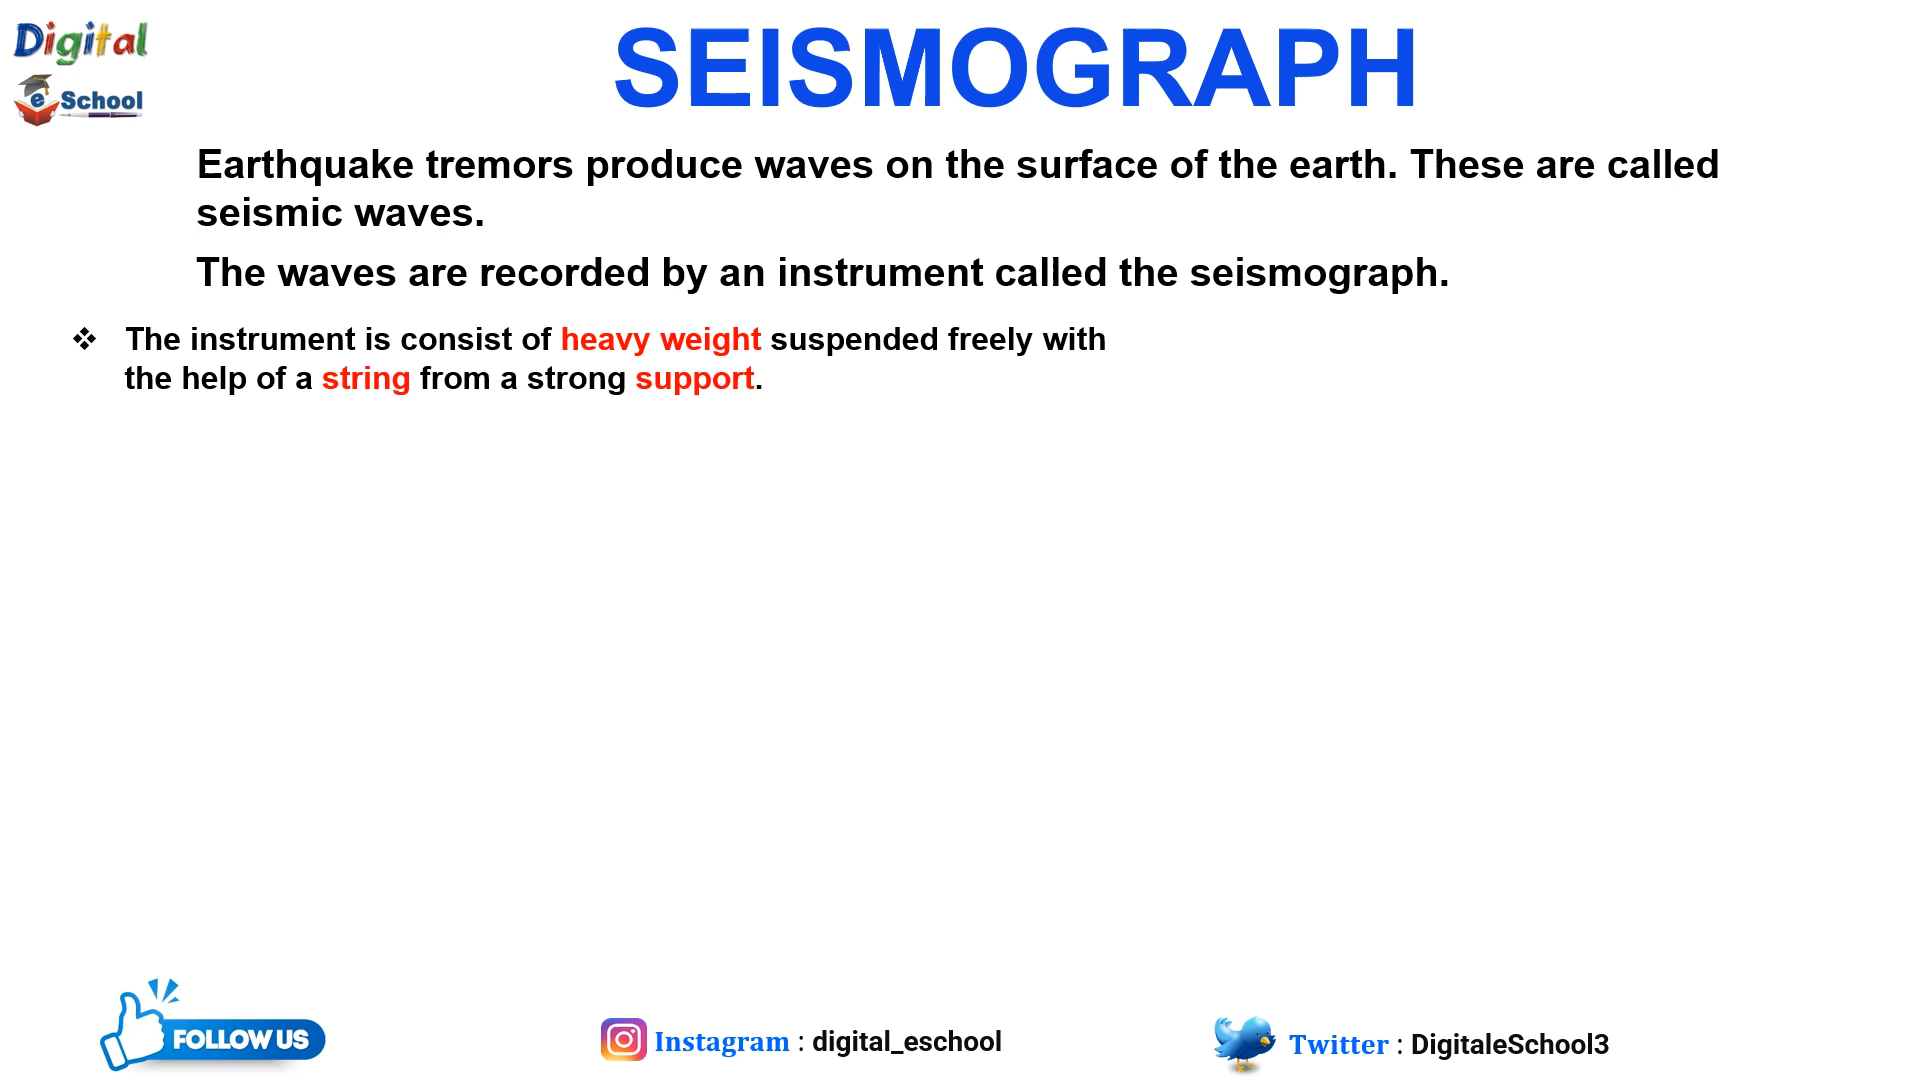 Digital
e School
SEISMOGRAPH
Earthquake tremors produce waves on the surface of the earth. These are called
seismic waves.
The waves are recorded by an instrument called the seismograph.
❖ The instrument is consist of heavy weight suspended freely with
the help of a string from a strong support.
FOLLOW US
Instagram : digital_eschool
Twitter : DigitaleSchool3